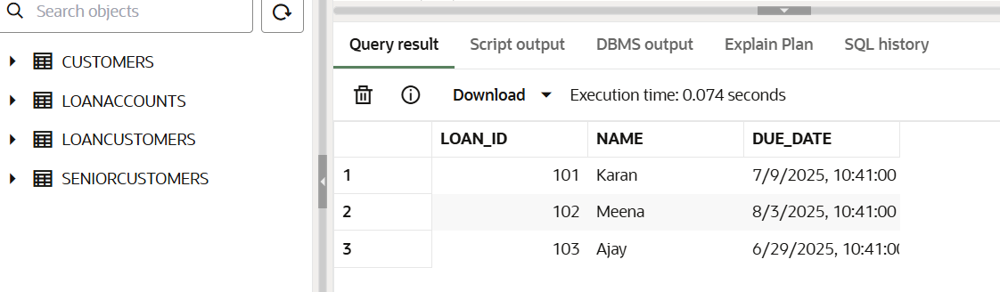 Search objects
CUSTOMERS
LOANACCOUNTS
LOANCUSTOMERS
SENIORCUSTOMERS
Query result Script output DBMS output Explain Plan SQL history
Download Execution time: 0.074 seconds
LOAN_ID NAME DUE_DATE
1 101 Karan 7/9/2025, 10:41:00
2 102 Meena 8/3/2025, 10:41:00
3 103 Ajay 6/29/2025, 10:41:0